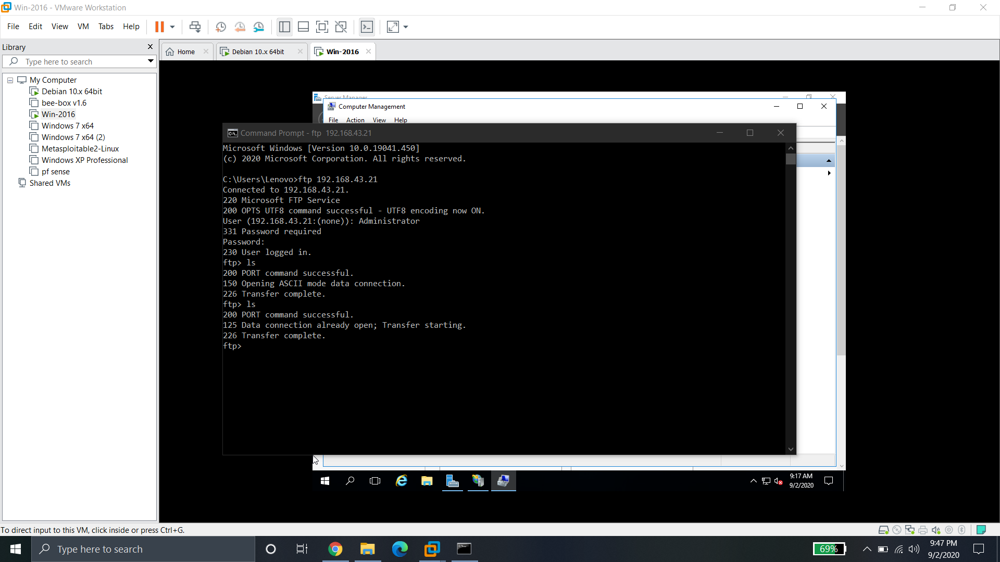 Win-2016 - VMware Workstation
File Edit View VM Tabs Help
Library
Type here to search
My Computer
Debian 10.x 64bit
bee-box v1.6
Win-2016
Windows 7 x64
Windows 7 x64 (2)
Metasploitable2-Linux
Windows XP Professional
pf sense
Shared VMs
Home
Debian 10.x 64bit
Win-2016
Server Manager
Computer Management
File Action View Help
Command Prompt - ftp  192.168.43.21
Microsoft Windows [Version 10.0.19041.450]
(c) 2020 Microsoft Corporation. All rights reserved.
C:\Users\Lenovo>ftp 192.168.43.21
Connected to 192.168.43.21.
220 Microsoft FTP Service
200 OPTS UTF8 command successful - UTF8 encoding now ON.
User (192.168.43.21:(none)): Administrator
331 Password required
Password:
230 User logged in.
ftp> ls
200 PORT command successful.
150 Opening ASCII mode data connection.
226 Transfer complete.
ftp> ls
200 PORT command successful.
125 Data connection already open; Transfer starting.
226 Transfer complete.
ftp>
9:17 AM
9/2/2020
To direct input to this VM, click inside or press Ctrl+G.
Type here to search
69%
9:47 PM
9/2/2020